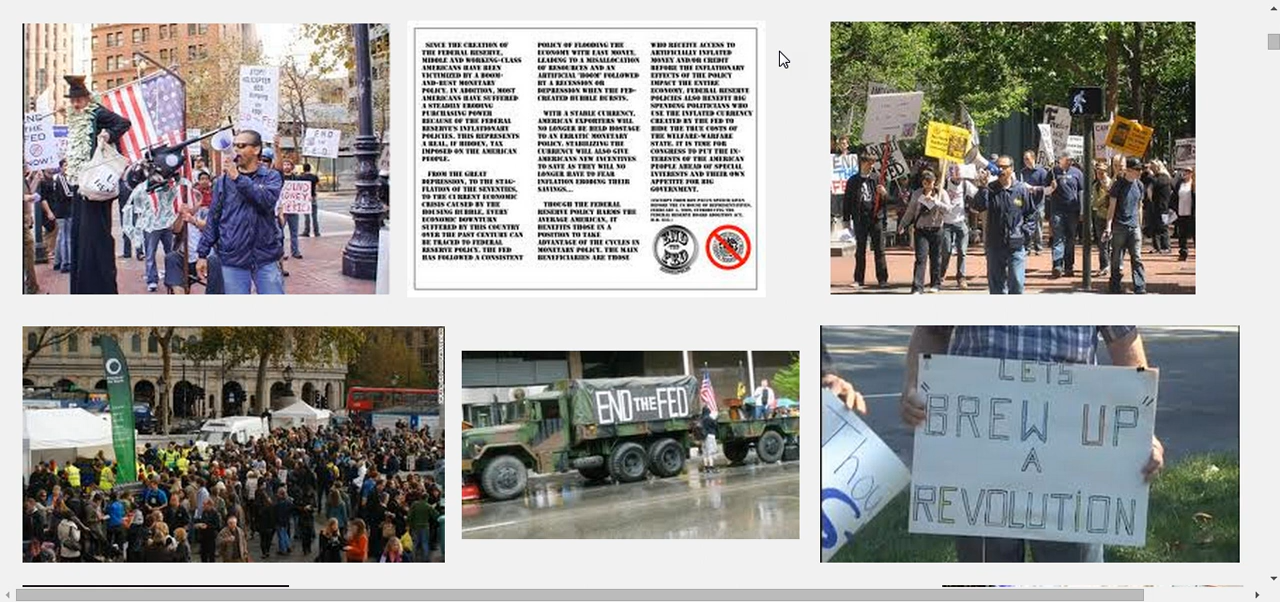 END
THE
FED
NOW!
END
SINCE THE CREATION OF
THE FEDERAL RESERVE,
MIDDLE AND WORKING-CLASS
AMERICANS HAVE BEEN
VICTIMIZED BY A BOOM-
AND-BUST MONETARY
POLICY. IN ADDITION, MOST
AMERICANS HAVE SUFFERED
A STEADILY ERODING
PURCHASING POWER
BECAUSE OF THE FEDERAL
RESERVE'S INFLATIONARY
POLICIES. THIS REPRESENTS
A REAL, IF HIDDEN, TAX
IMPOSED ON THE AMERICAN
PEOPLE.
FROM THE GREAT
DEPRESSION, TO THE STAG-
FLATION OF THE SEVENTIES,
TO THE CURRENT ECONOMIC
CRISIS CAUSED BY THE
HOUSING BUBBLE, EVERY
ECONOMIC DOWNTURN
SUFFERED BY THIS COUNTRY
OVER THE PAST CENTURY CAN
BE TRACED TO FEDERAL
RESERVE POLICY. THE FED
HAS FOLLOWED A CONSISTENT
POLICY OF FLOODING THE
ECONOMY WITH EASY MONEY,
LEADING TO A MISALLOCATION
OF RESOURCES AND AN
ARTIFICIAL 'BOOM' FOLLOWED
BY A RECESSION OR
DEPRESSION WHEN THE FED-
CREATED BUBBLE BURSTS.
WITH A STABLE CURRENCY,
AMERICAN EXPORTERS WILL
NO LONGER BE HELD HOSTAGE
TO AN ERRATIC MONETARY
POLICY. STABILIZING THE
CURRENCY WILL ALSO GIVE
AMERICANS NEW INCENTIVES
TO SAVE AS THEY WILL NO
LONGER HAVE TO FEAR
INFLATION ERODING THEIR
SAVINGS...
THOUGH THE FEDERAL
RESERVE POLICY HARMS THE
AVERAGE AMERICAN, IT
BENEFITS THOSE IN A
POSITION TO TAKE
ADVANTAGE OF THE CYCLES IN
MONETARY POLICY. THE MAIN
BENEFICIARIES ARE THOSE
WHO RECEIVE ACCESS TO
ARTIFICIALLY INFLATED
MONEY AND/OR CREDIT
BEFORE THE INFLATIONARY
EFFECTS OF THE POLICY
IMPACT THE ENTIRE
ECONOMY. FEDERAL RESERVE
POLICIES ALSO BENEFIT BIG
SPENDING POLITICIANS WHO
USE THE INFLATED CURRENCY
CREATED BY THE FED TO
HIDE THE TRUE COSTS OF
THE WELFARE-WARFARE
STATE. IT IS TIME FOR
CONGRESS TO PUT THE IN-
TERESTS OF THE AMERICAN
PEOPLE AHEAD OF SPECIAL
INTERESTS AND THEIR OWN
APPETITE FOR BIG
GOVERNMENT.
END
THE
FED
END
END THE FED
LETS
"BREW UP"
A
REVOLUTION